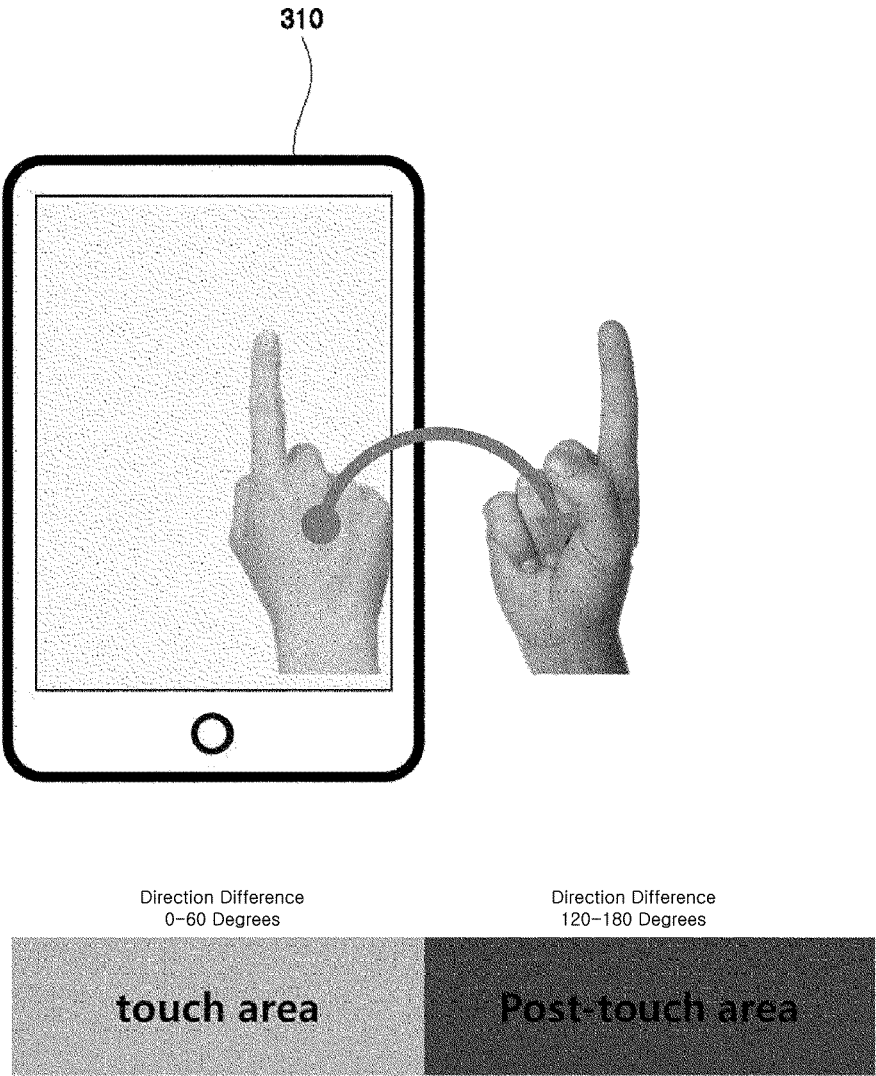 310
Direction Difference
0-60 Degrees
Direction Difference
120-180 Degrees
touch area
Post-touch area